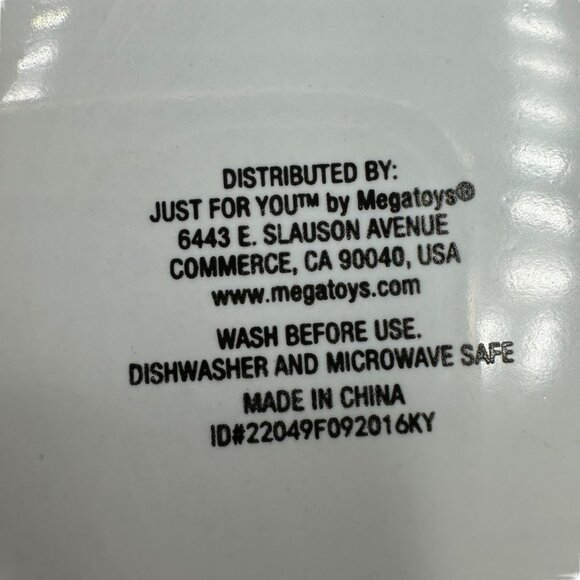 DISTRIBUTED BY:
JUST FOR YOU™ by Megatoys®
6443 E. SLAUSON AVENUE
COMMERCE, CA 90040, USA
www.megatoys.com
WASH BEFORE USE.
DISHWASHER AND MICROWAVE SAFE
MADE IN CHINA
ID#22049F092016KY